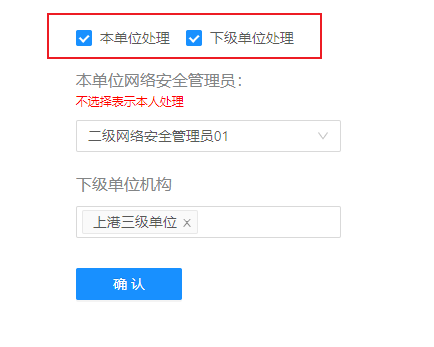 本单位处理 下级单位处理
本单位网络安全管理员：
不选择表示本人处理
二级网络安全管理员01
下级单位机构
上港三级单位 ×
确 认